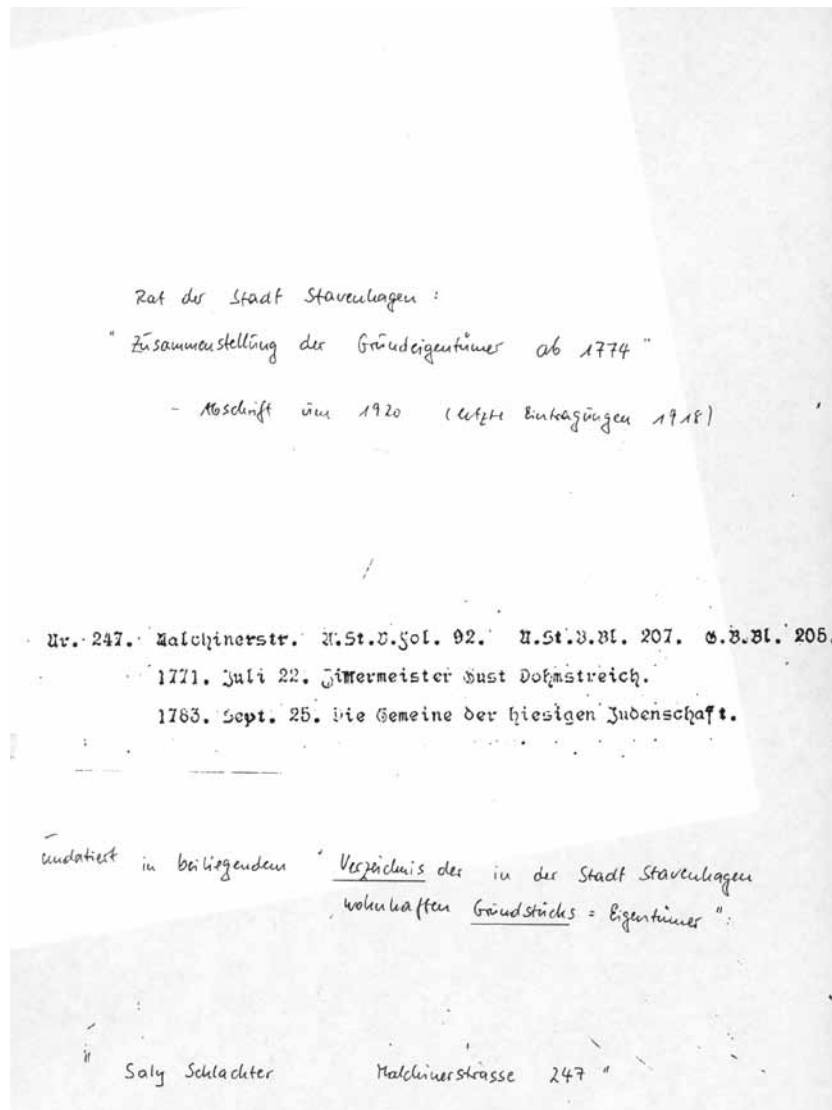 Rat der Stadt Stavenhagen :
" Zusammenstellung der Grundeigentümer ab 1774 "
- Abschrift um 1920 (letzte Eintragungen 1918)
Nr. 247. Malchinerstr. A.St.B.Fol. 92. N.St.B.Bl. 207. G.B.Bl. 205.
1771. Juli 22. Zimmermeister Gust Dohmstreich.
1783. Sept. 25. Die Gemeine der hiesigen Judenschaft.
undatiert in beiliegendem " Verzeichnis der in der Stadt Stavenhagen
wohnhaften Grundstücks = Eigentümer " :
" Saly Schlachter Malchinerstrasse 247 "